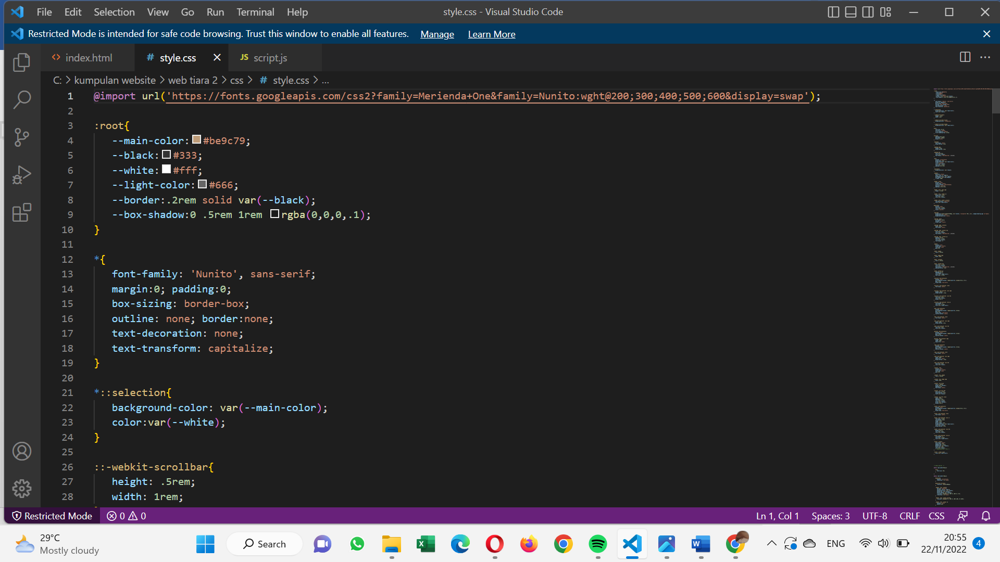 File Edit Selection View Go Run Terminal Help style.css - Visual Studio Code
Restricted Mode is intended for safe code browsing. Trust this window to enable all features. Manage Learn More
<> index.html # style.css JS script.js
C: > kumpulan website > web tiara 2 > css > # style.css > ...
1 @import url('https://fonts.googleapis.com/css2?family=Merienda+One&family=Nunito:wght@200;300;400;500;600&display=swap');
2
3 :root{
4 --main-color:#be9c79;
5 --black:#333;
6 --white:#fff;
7 --light-color:#666;
8 --border:.2rem solid var(--black);
9 --box-shadow:0 .5rem 1rem rgba(0,0,0,.1);
10 }
11
12 *{
13 font-family: 'Nunito', sans-serif;
14 margin:0; padding:0;
15 box-sizing: border-box;
16 outline: none; border:none;
17 text-decoration: none;
18 text-transform: capitalize;
19 }
20
21 *::selection{
22 background-color: var(--main-color);
23 color:var(--white);
24 }
25
26 ::-webkit-scrollbar{
27 height: .5rem;
28 width: 1rem;
Restricted Mode 0 0 Ln 1, Col 1 Spaces: 3 UTF-8 CRLF CSS
29°C
Mostly cloudy
Search
ENG
20:55
22/11/2022
4